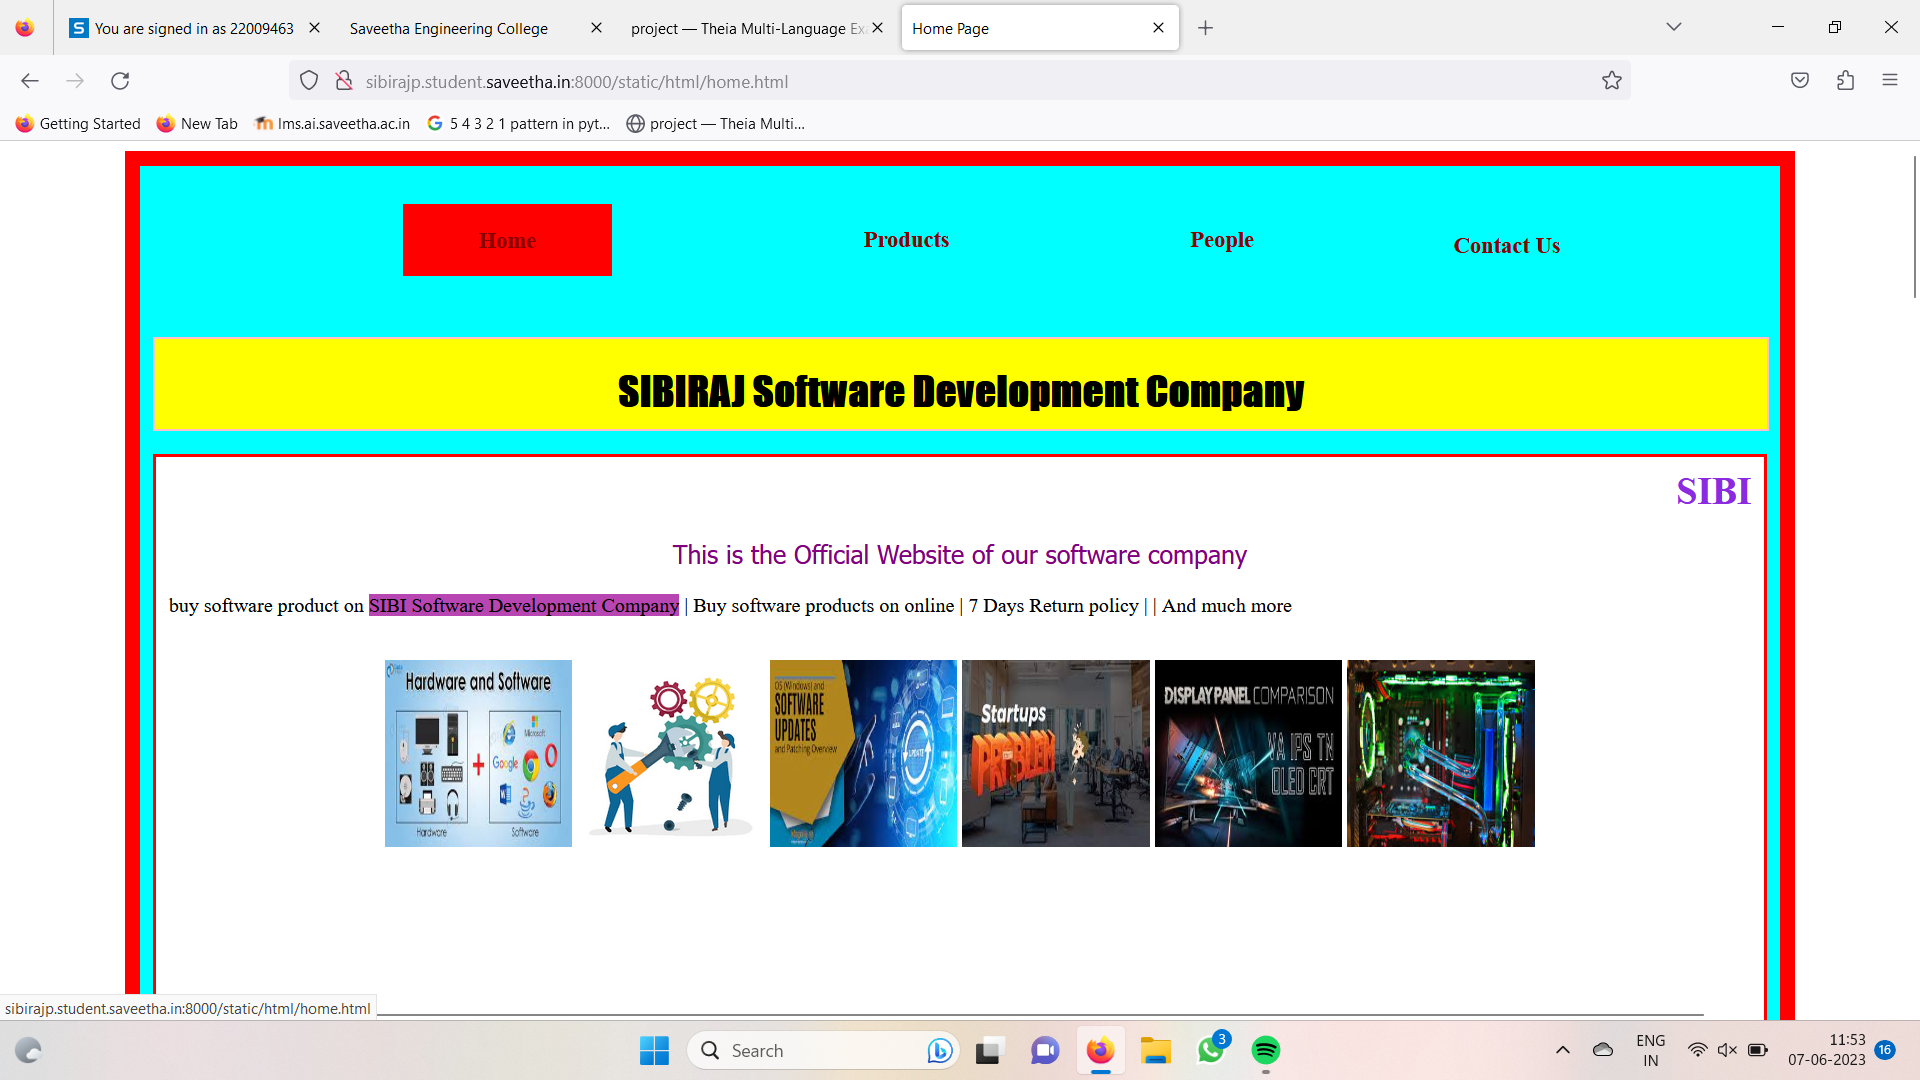 You are signed in as 22009463
Saveetha Engineering College
project — Theia Multi-Language Ex
Home Page
sibirajp.student.saveetha.in:8000/static/html/home.html
Getting Started
New Tab
lms.ai.saveetha.ac.in
5 4 3 2 1 pattern in pyt...
project — Theia Multi...
Home
Products
People
Contact Us
SIBIRAJ Software Development Company
SIBI
This is the Official Website of our software company
buy software product on SIBI Software Development Company | Buy software products on online | 7 Days Return policy | | And much more
Hardware and Software
Microsoft
Google
Hardware
Software
OS (Windows) and
SOFTWARE
UPDATES
and Patching Overview
UPDATE
Startups
PROBLEM
DISPLAY PANEL COMPARISON
VA IPS TN
OLED CRT
sibirajp.student.saveetha.in:8000/static/html/home.html
Search
3
ENG
IN
11:53
07-06-2023
16